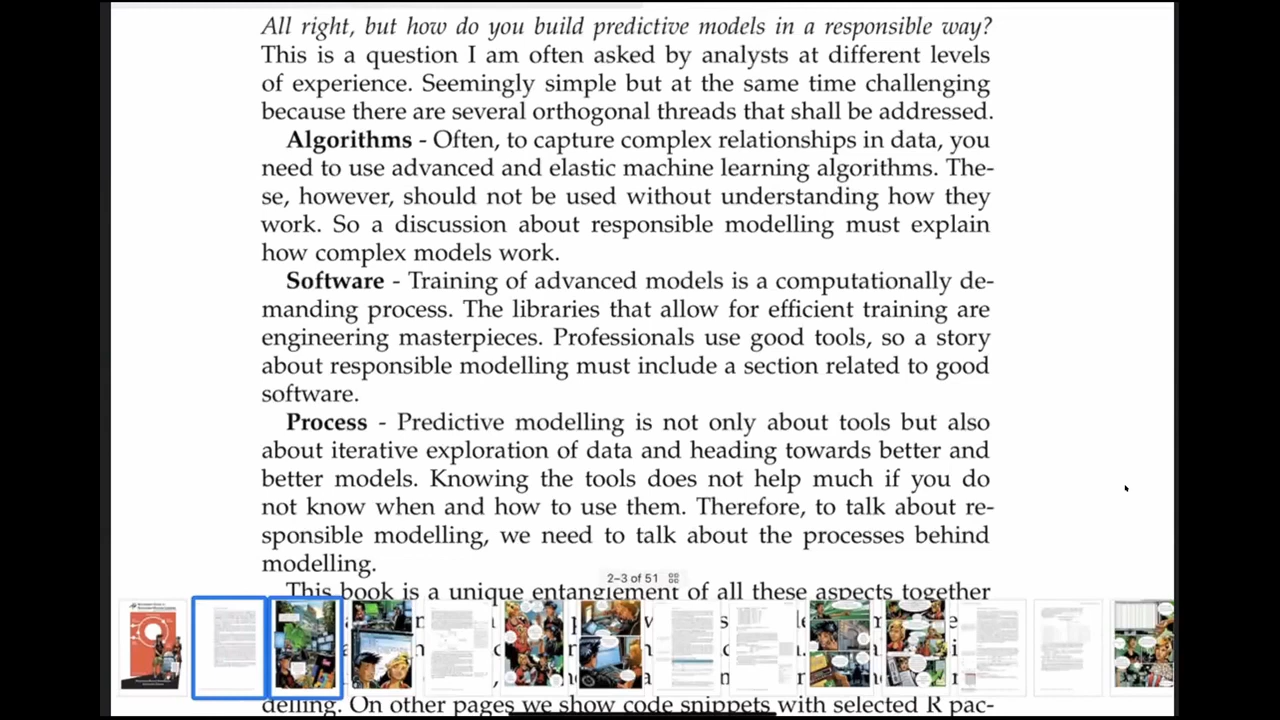 All right, but how do you build predictive models in a responsible way?
This is a question I am often asked by analysts at different levels
of experience. Seemingly simple but at the same time challenging
because there are several orthogonal threads that shall be addressed.
Algorithms - Often, to capture complex relationships in data, you
need to use advanced and elastic machine learning algorithms. The-
se, however, should not be used without understanding how they
work. So a discussion about responsible modelling must explain
how complex models work.
Software - Training of advanced models is a computationally de-
manding process. The libraries that allow for efficient training are
engineering masterpieces. Professionals use good tools, so a story
about responsible modelling must include a section related to good
software.
Process - Predictive modelling is not only about tools but also
about iterative exploration of data and heading towards better and
better models. Knowing the tools does not help much if you do
not know when and how to use them. Therefore, to talk about re-
sponsible modelling, we need to talk about the processes behind
modelling.
2–3 of 51
This book is a unique entanglement of all these aspects together
delling. On other pages we show code snippets with selected R pac-